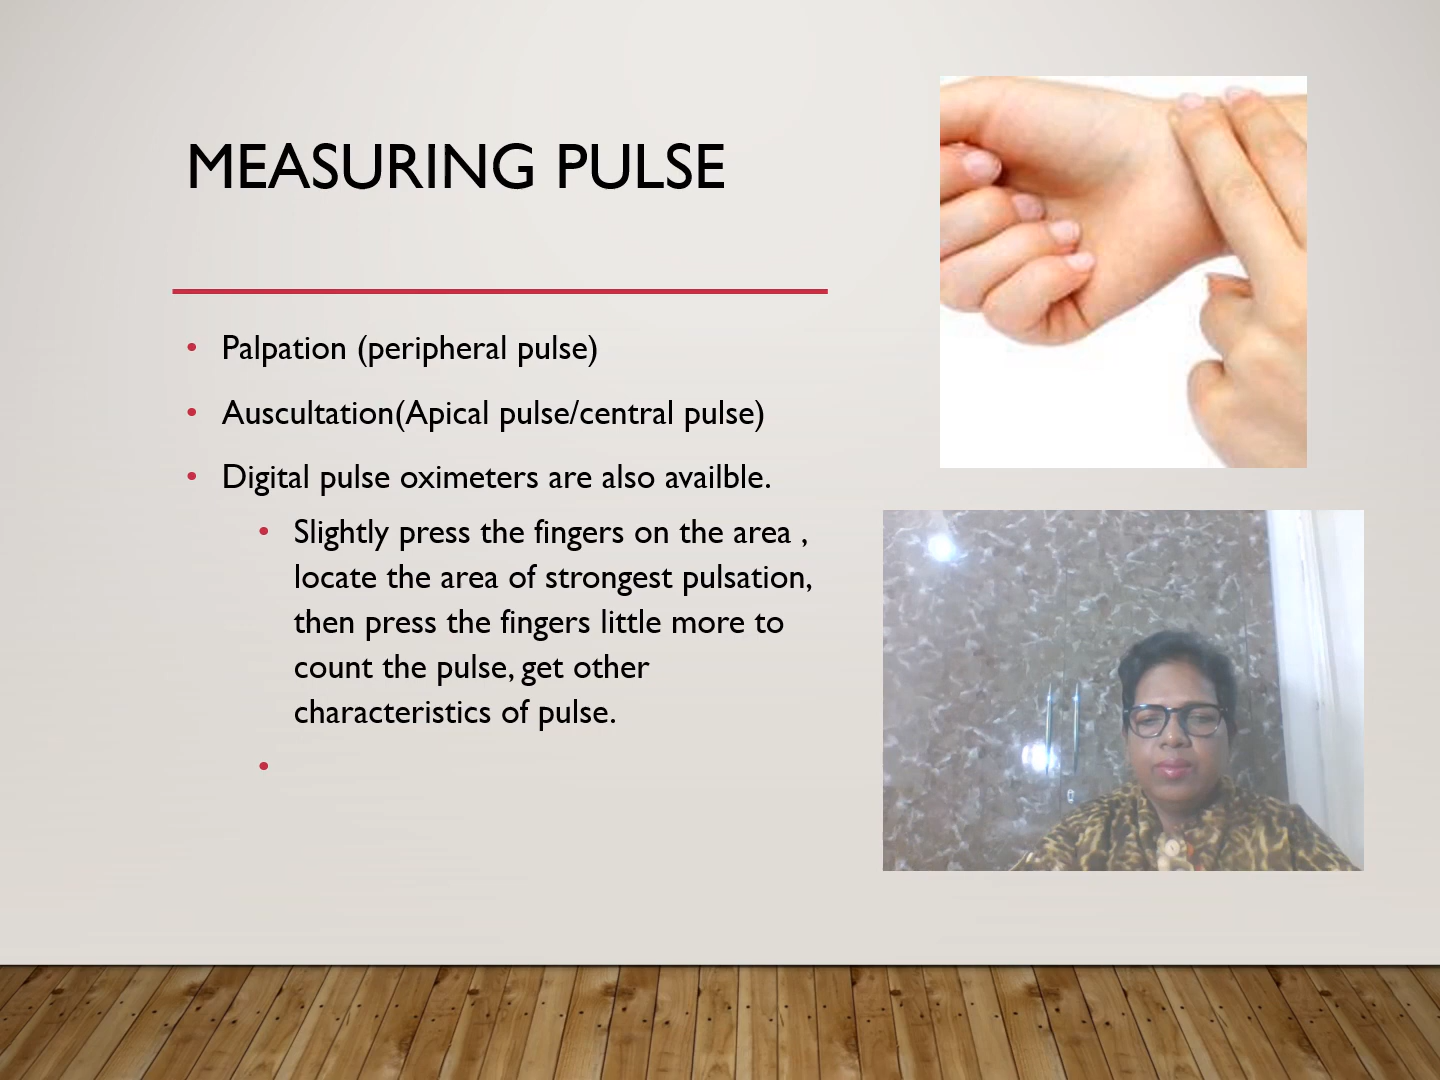 MEASURING PULSE
• Palpation (peripheral pulse)
• Auscultation(Apical pulse/central pulse)
• Digital pulse oximeters are also availble.
• Slightly press the fingers on the area ,
locate the area of strongest pulsation,
then press the fingers little more to
count the pulse, get other
characteristics of pulse.
•